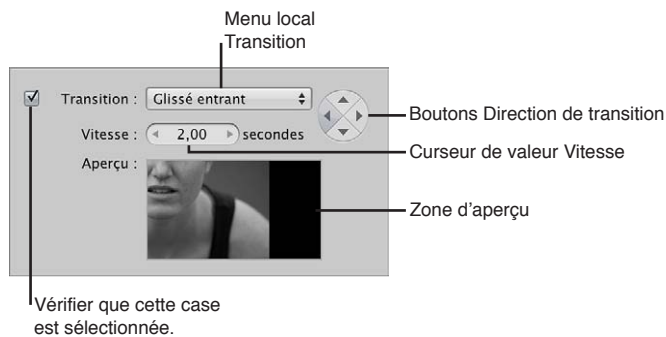 Menu local
Transition
Transition : Glissé entrant
Boutons Direction de transition
Vitesse : 2,00 secondes
Curseur de valeur Vitesse
Aperçu :
Zone d'aperçu
Vérifier que cette case
est sélectionnée.